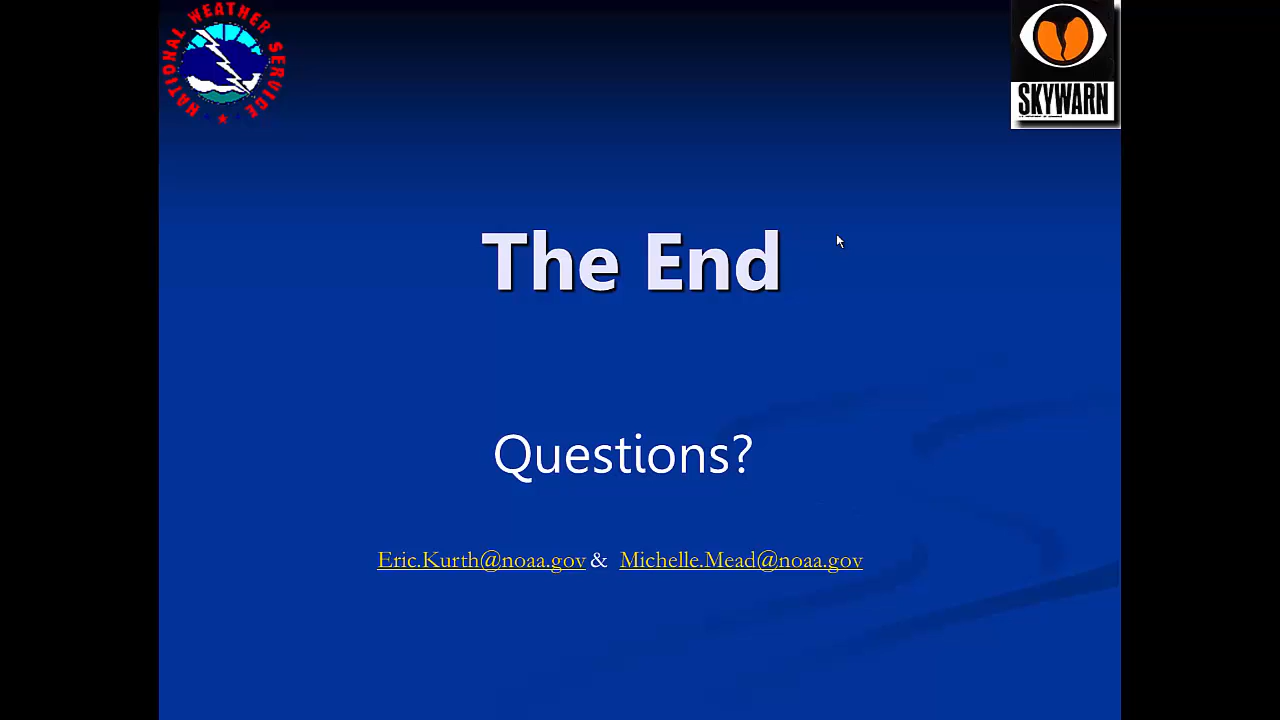 NATIONAL WEATHER SERVICE
SKYWARN
The End
Questions?
Eric.Kurth@noaa.gov & Michelle.Mead@noaa.gov